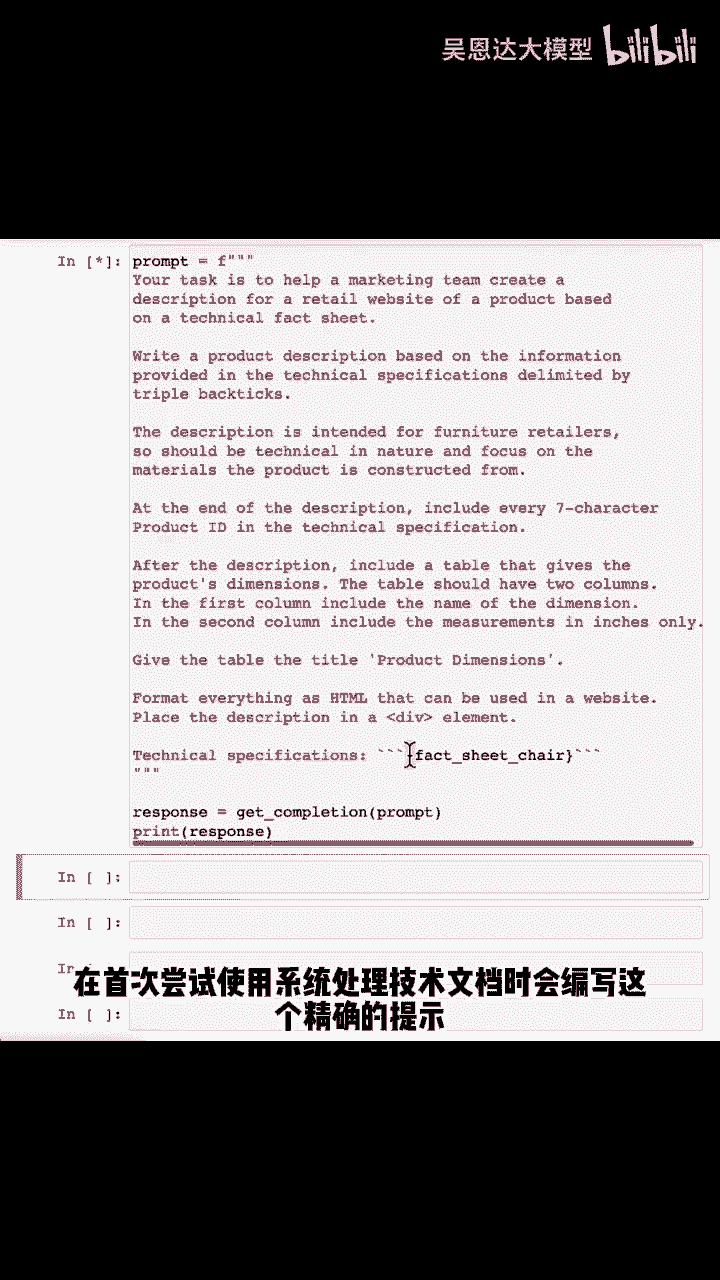 吴恩达大模型 bilibili
In [*]: prompt = f"""
Your task is to help a marketing team create a
description for a retail website of a product based
on a technical fact sheet.
Write a product description based on the information
provided in the technical specifications delimited by
triple backticks.
The description is intended for furniture retailers,
so should be technical in nature and focus on the
materials the product is constructed from.
At the end of the description, include every 7-character
Product ID in the technical specification.
After the description, include a table that gives the
product's dimensions. The table should have two columns.
In the first column include the name of the dimension.
In the second column include the measurements in inches only.
Give the table the title 'Product Dimensions'.
Format everything as HTML that can be used in a website.
Place the description in a <div> element.
Technical specifications: ```{fact_sheet_chair}```
"""
response = get_completion(prompt)
print(response)
In [ ]:
In [ ]:
In
在首次尝试使用系统处理技术文档时会编写这
In [ ]:
个精确的提示